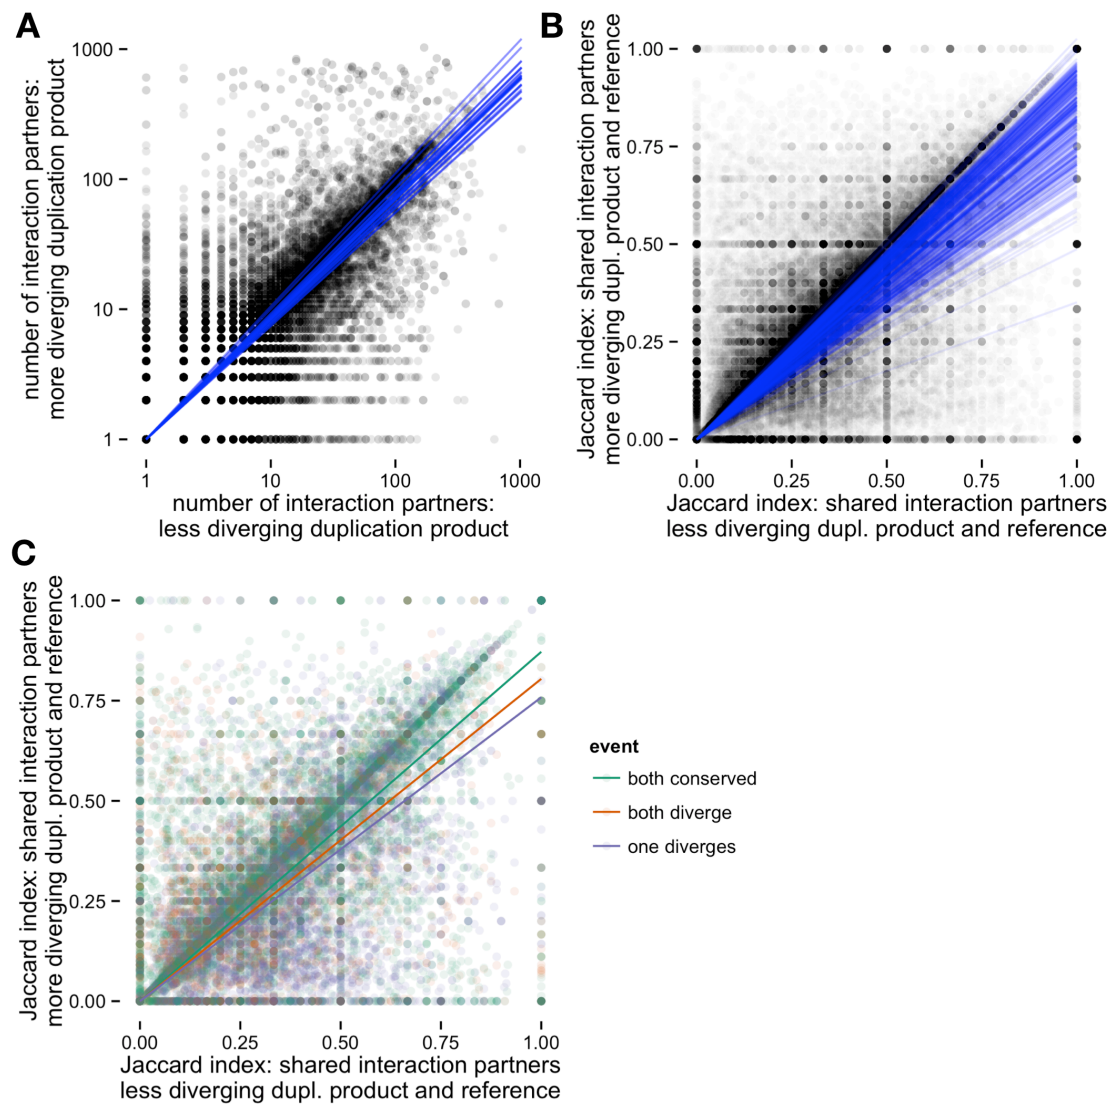 A
number of interaction partners:
more diverging duplication product
1000
100
10
1
1
10
100
1000
number of interaction partners:
less diverging duplication product
B
Jaccard index: shared interaction partners
more diverging dupl. product and reference
1.00
0.75
0.50
0.25
0.00
0.00
0.25
0.50
0.75
1.00
Jaccard index: shared interaction partners
less diverging dupl. product and reference
C
Jaccard index: shared interaction partners
more diverging dupl. product and reference
1.00
0.75
0.50
0.25
0.00
0.00
0.25
0.50
0.75
1.00
Jaccard index: shared interaction partners
less diverging dupl. product and reference
event
both conserved
both diverge
one diverges